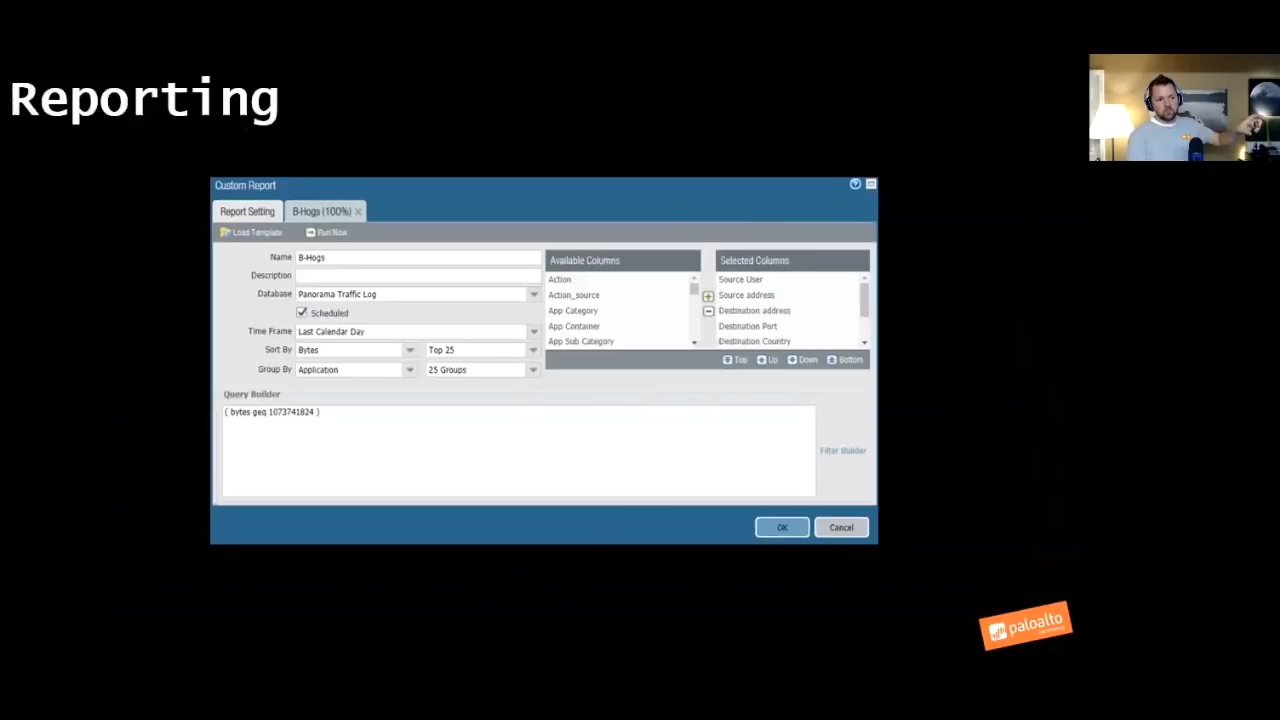 Reporting
Custom Report
Report Setting
B-Hogs (100%)
Load Template
Run Now
Name B-Hogs
Description
Database Panorama Traffic Log
Scheduled
Time Frame Last Calendar Day
Sort By Bytes Top 25
Group By Application 25 Groups
Available Columns
Action
Action_source
App Category
App Container
App Sub Category
Selected Columns
Source User
Source address
Destination address
Destination Port
Destination Country
Top Up Down Bottom
Query Builder
( bytes geq 1073741824 )
Filter Builder
OK Cancel
paloalto